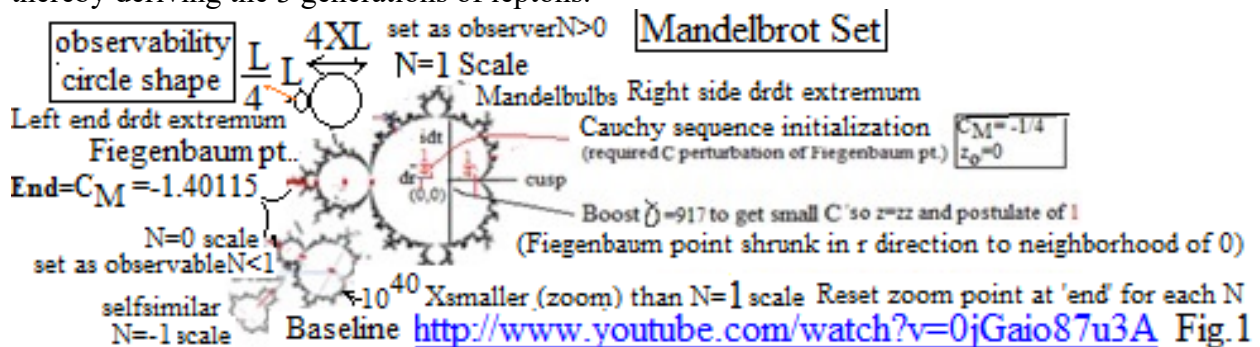 thereby deriving the 3 generations of leptons.
observability
circle shape
L
4
L
4XL
set as observerN>0
N=1 Scale
Mandelbrot Set
Mandelbulbs Right side drdt extremum
Left end drdt extremum
Fiegenbaum pt..
End=CM =-1.40115
Cauchy sequence initialization
(required C perturbation of Fiegenbaum pt.)
CM= -1/4
zo=0
idt
dr
(0,0)
cusp
Boost γ=917 to get small C so z=zz and postulate of 1
(Fiegenbaum point shrunk in r direction to neighborhood of 0)
N=0 scale
set as observableN<1
selfsimilar
N=-1 scale
10^40 Xsmaller (zoom) than N=1 scale Reset zoom point at 'end' for each N
Baseline http://www.youtube.com/watch?v=0jGaio87u3A Fig.1